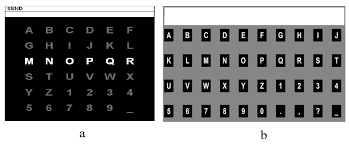 SEND
A B C D E F
G H I J K L
M N O P Q R
S T U V W X
Y Z 1 2 3 4
5 6 7 8 9 _
a
A B C D E F G H I J
K L M N O P Q R S T
U V W X Y Z 1 2 3 4
5 6 7 8 9 0 . , ? _
b